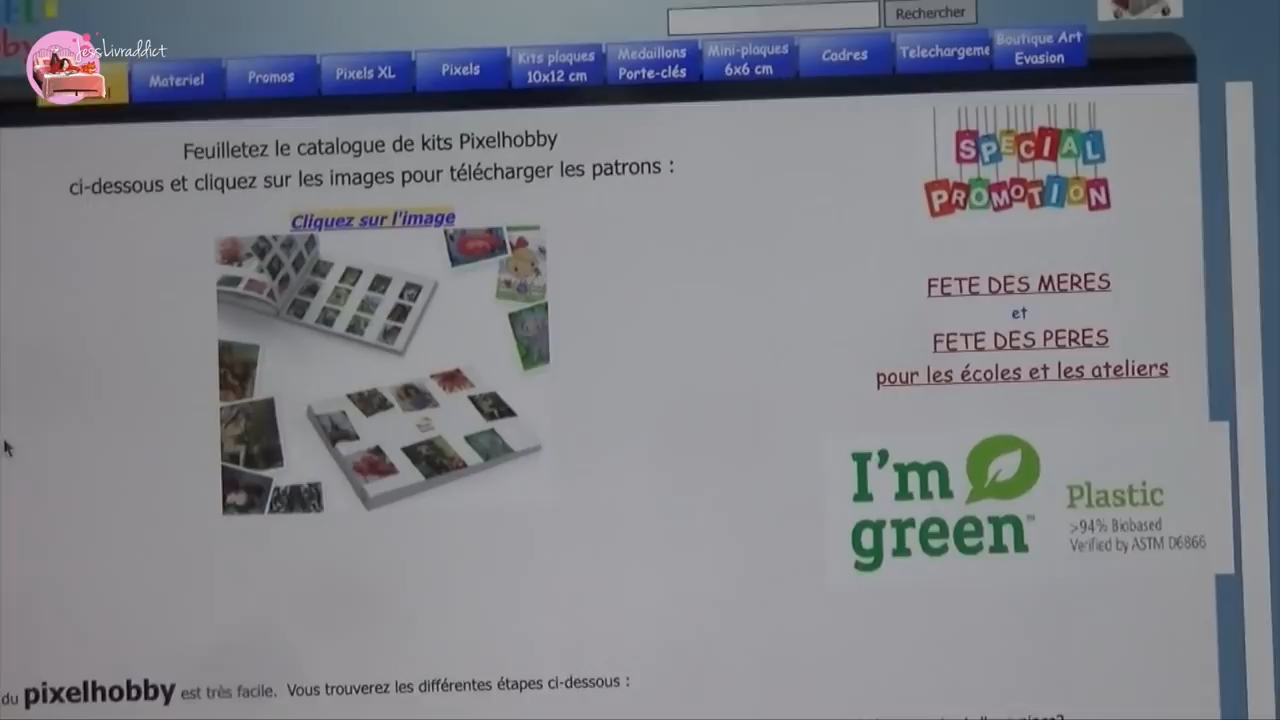 by
JessLivraddict
Rechercher
Materiel
Promos
Pixels XL
Pixels
Kits plaques
10x12 cm
Medaillons
Porte-clés
Mini-plaques
6x6 cm
Cadres
Telechargeme
Boutique Art
Evasion
Feuilletez le catalogue de kits Pixelhobby
ci-dessous et cliquez sur les images pour télécharger les patrons :
Cliquez sur l'image
SPECIAL
PROMOTION
FETE DES MERES
et
FETE DES PERES
pour les écoles et les ateliers
I'm
green™
Plastic
>94% Biobased
Verified by ASTM D6866
du pixelhobby est très facile. Vous trouverez les différentes étapes ci-dessous :